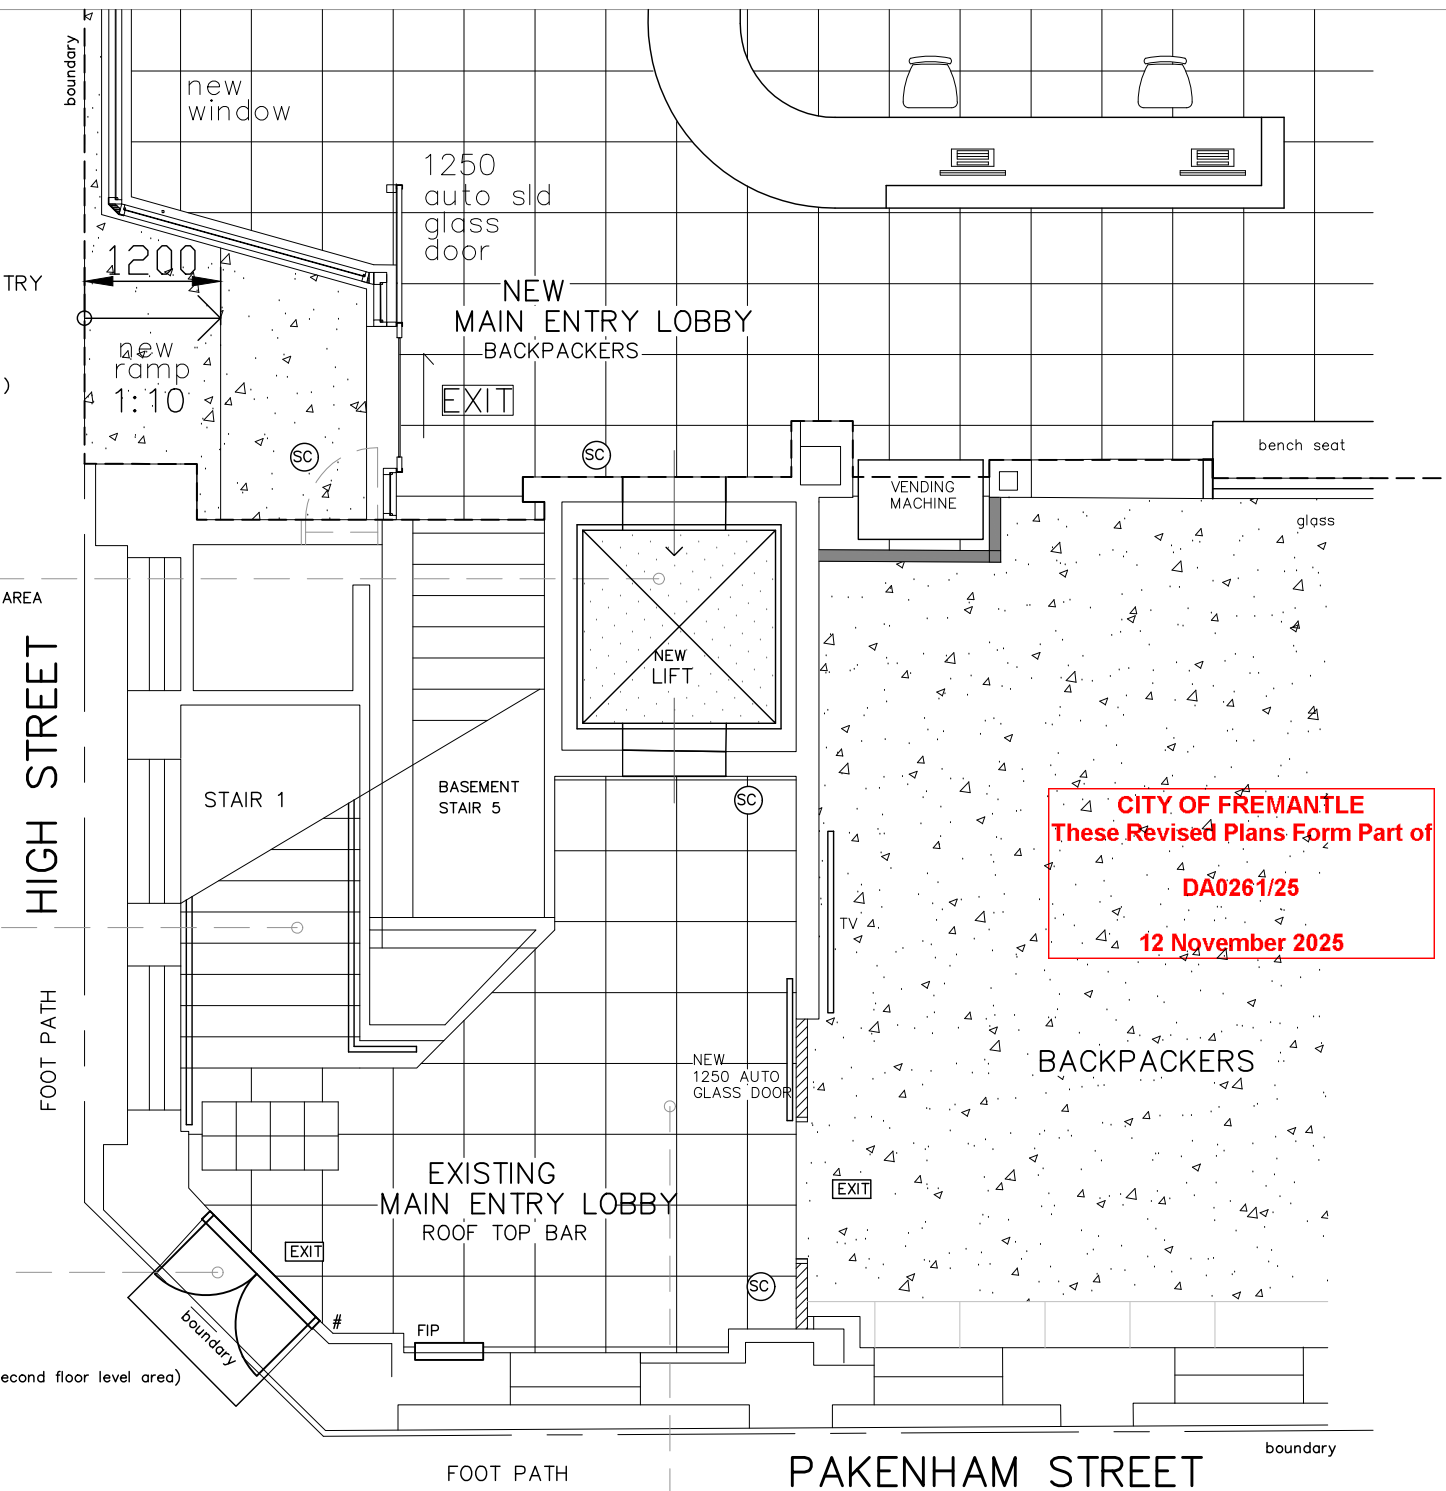 boundary
new
window
1250
auto sld
glass
door
1200
TRY
NEW
MAIN ENTRY LOBBY
BACKPACKERS
new
ramp
1:10
)
EXIT
SC
SC
bench seat
VENDING
MACHINE
glass
AREA
NEW
LIFT
HIGH STREET
STAIR 1
BASEMENT
STAIR 5
SC
CITY OF FREMANTLE
These Revised Plans Form Part of
DA0261/25
12 November 2025
TV
FOOT PATH
NEW
1250 AUTO
GLASS DOOR
BACKPACKERS
EXISTING
MAIN ENTRY LOBBY
ROOF TOP BAR
EXIT
EXIT
SC
#
FIP
boundary
econd floor level area)
boundary
FOOT PATH
PAKENHAM STREET